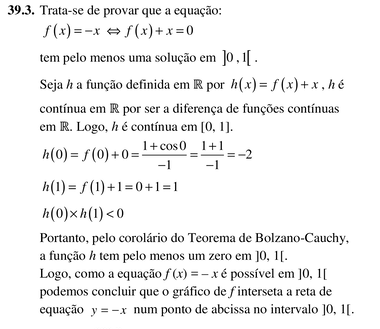 39.3. Trata-se de provar que a equação:
f(x) = −x ⇔ f(x) + x = 0
tem pelo menos uma solução em ]0, 1[ .
Seja h a função definida em ℝ por h(x) = f(x) + x , h é
contínua em ℝ por ser a diferença de funções contínuas
em ℝ. Logo, h é contínua em [0, 1].
h(0) = f(0) + 0 = (1 + cos 0)/(−1) = (1 + 1)/(−1) = −2
h(1) = f(1) + 1 = 0 + 1 = 1
h(0) × h(1) < 0
Portanto, pelo corolário do Teorema de Bolzano-Cauchy,
a função h tem pelo menos um zero em ]0, 1[.
Logo, como a equação f (x) = – x é possível em ]0, 1[
podemos concluir que o gráfico de f interseta a reta de
equação y = −x num ponto de abcissa no intervalo ]0, 1[.